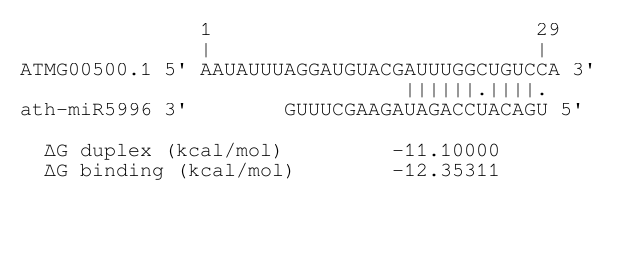 1 29
| |
ATMG00500.1 5' AAUAUUUAGGAUGUACGAUUUGGCUGUCCA 3'
||||||.||||.
ath-miR5996 3' GUUUCGAAGAUAGACCUACAGU 5'
ΔG duplex (kcal/mol) -11.10000
ΔG binding (kcal/mol) -12.35311